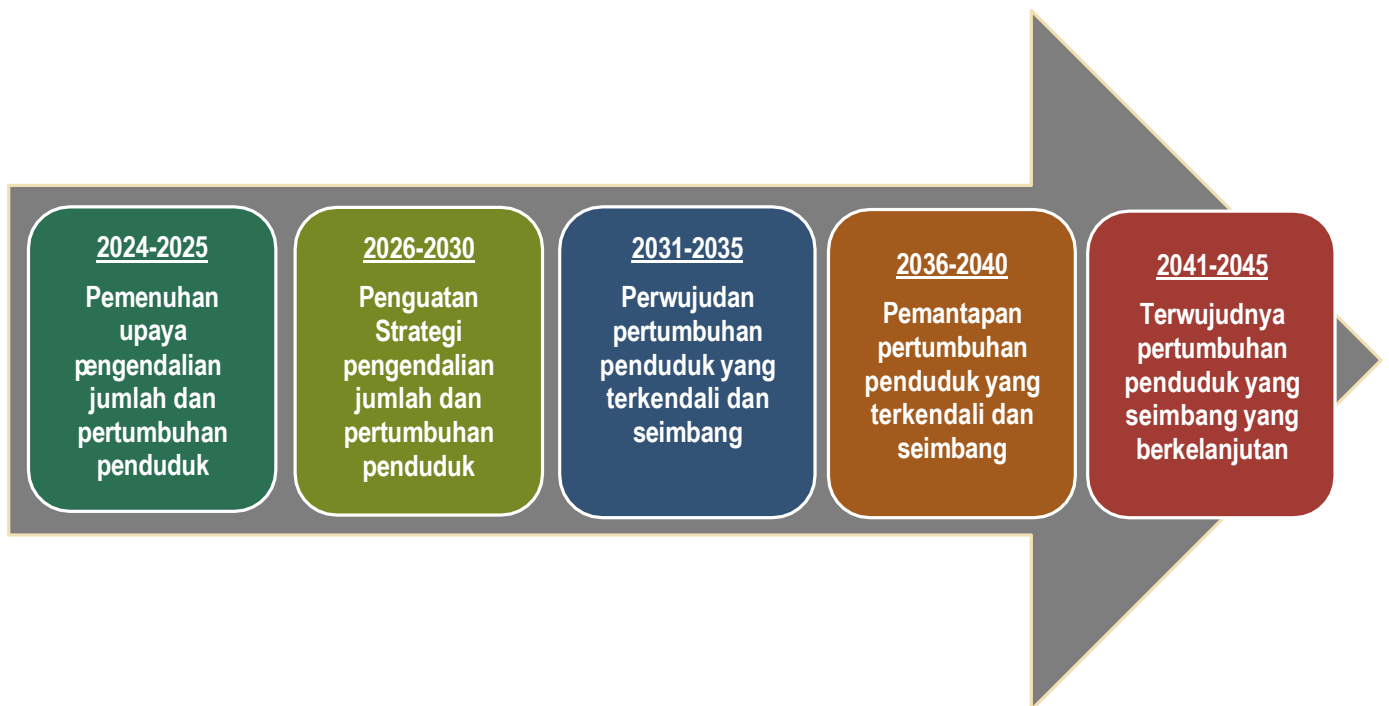 2024-2025
Pemenuhan
upaya
pengendalian
jumlah dan
pertumbuhan
penduduk
2026-2030
Penguatan
Strategi
pengendalian
jumlah dan
pertumbuhan
penduduk
2031-2035
Perwujudan
pertumbuhan
penduduk yang
terkendali dan
seimbang
2036-2040
Pemantapan
pertumbuhan
penduduk yang
terkendali dan
seimbang
2041-2045
Terwujudnya
pertumbuhan
penduduk yang
seimbang yang
berkelanjutan